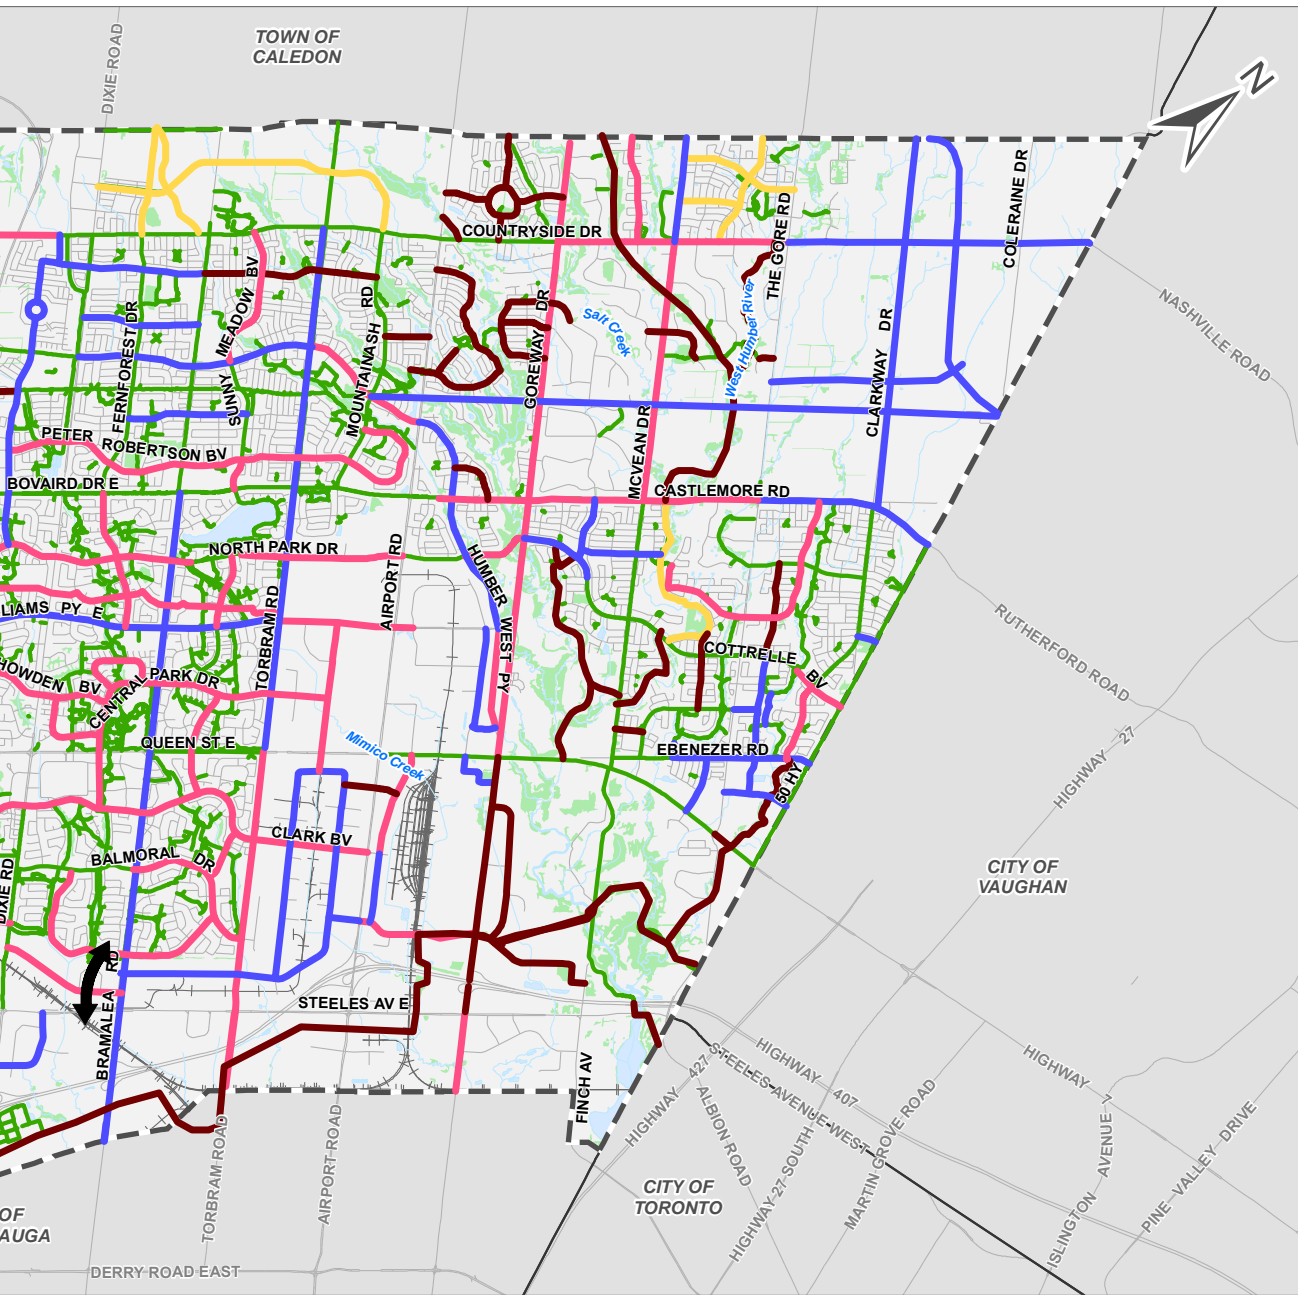 TOWN OF
CALEDON
DIXIE ROAD
N
COUNTRYSIDE DR
THE GORE RD
COLERAINE DR
NASHVILLE ROAD
MEADOW BV
SUNNY
FERNFOREST DR
MOUNTAINASH RD
GOREWAY DR
Salt Creek
West Humber River
CLARKWAY DR
MCVEAN DR
PETER ROBERTSON BV
BOVAIRD DR E
CASTLEMORE RD
NORTH PARK DR
AIRPORT RD
HUMBER WEST PY
LIAMS PY E
TORBRAM RD
RUTHERFORD ROAD
HOWDEN BV
CENTRAL PARK DR
COTTRELLE BV
QUEEN ST E
Mimico Creek
EBENEZER RD
50 HY
HIGHWAY 27
CLARK BV
BALMORAL DR
DIXIE RD
CITY OF
VAUGHAN
BRAMALEA RD
STEELES AV E
FINCH AV
HIGHWAY 427
STEELES AVENUE WEST
HIGHWAY 407
HIGHWAY 7
ALBION ROAD
HIGHWAY 27 SOUTH
MARTIN GROVE ROAD
ISLINGTON AVENUE
PINE VALLEY DRIVE
TORBRAM ROAD
AIRPORT ROAD
CITY OF
TORONTO
OF
AUGA
DERRY ROAD EAST